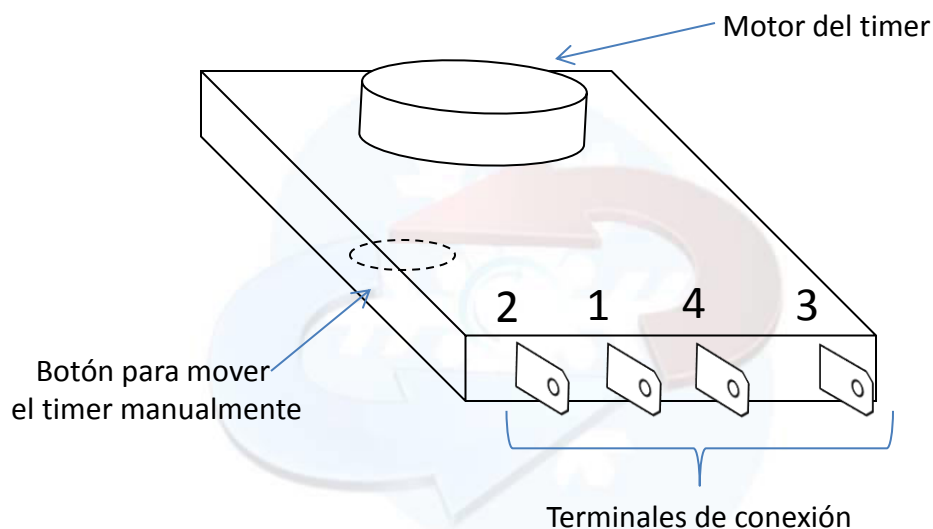 Motor del timer
2 1 4 3
Botón para mover
el timer manualmente
Terminales de conexión